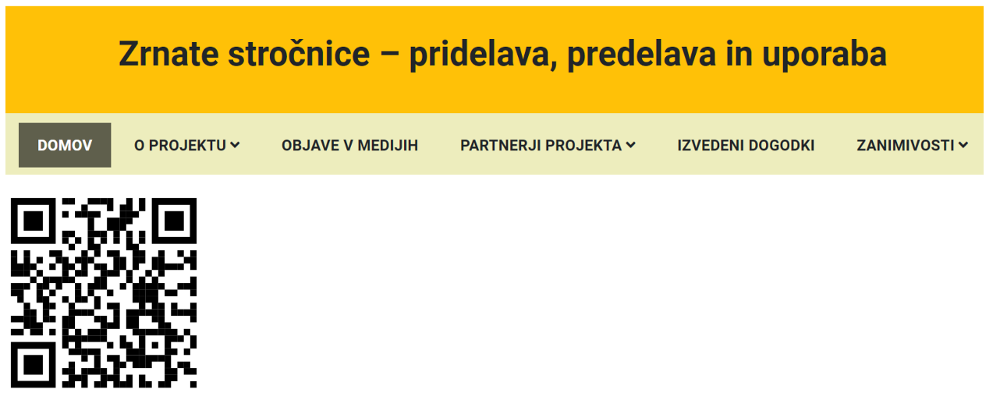 Zrnate stročnice – pridelava, predelava in uporaba
DOMOV O PROJEKTU OBJAVE V MEDIJIH PARTNERJI PROJEKTA IZVEDENI DOGODKI ZANIMIVOSTI